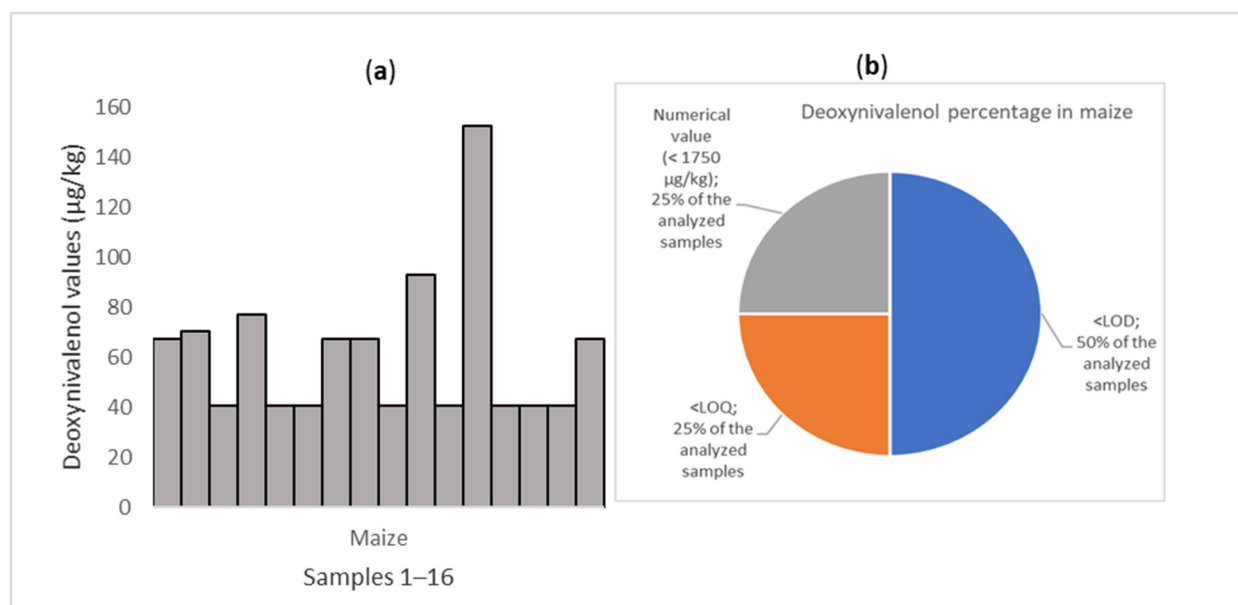 (a)
Deoxynivalenol values (µg/kg)
160
140
120
100
80
60
40
20
0
Maize
Samples 1–16
(b)
Deoxynivalenol percentage in maize
Numerical
value
(< 1750
µg/kg);
25% of the
analyzed
samples
<LOD;
50% of the
analyzed
samples
<LOQ;
25% of the
analyzed
samples